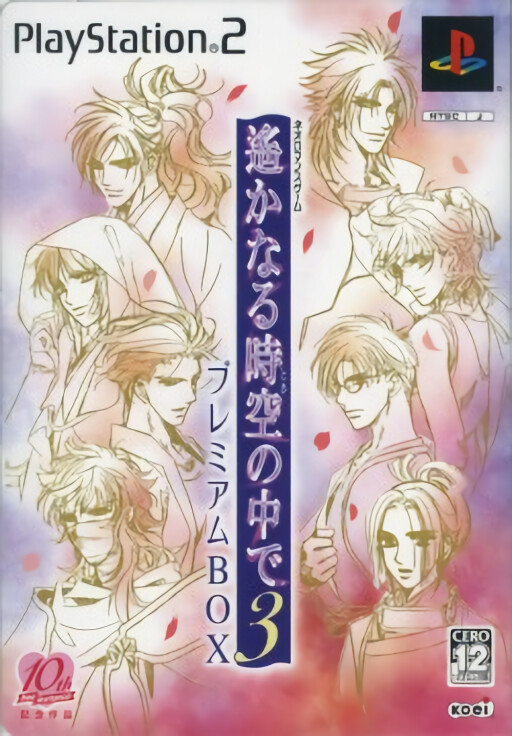 PlayStation®2
NTSC J
ネオロマンスゲーム
遙かなる時空の中で3
とき
プレミアムBOX
10th
記念作品
CERO
12
KOEI